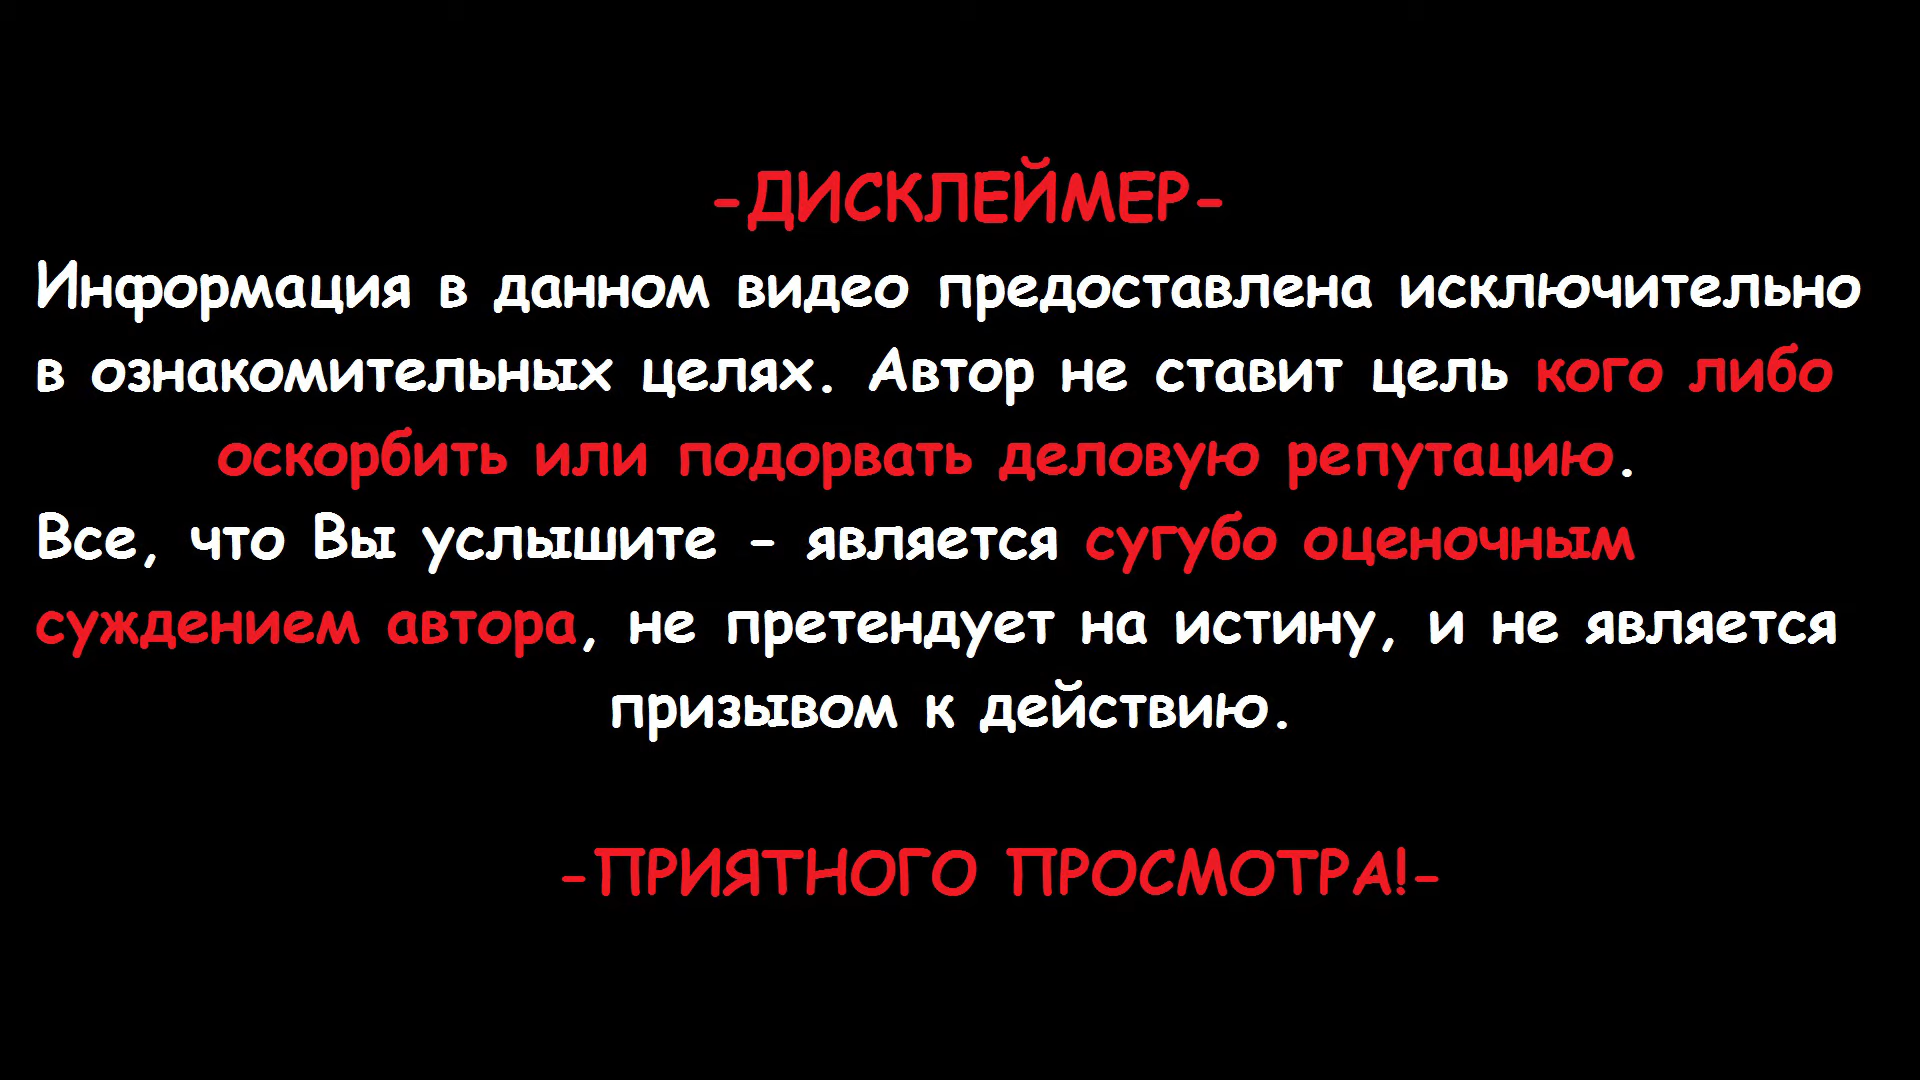 -ДИСКЛЕЙМЕР-
Информация в данном видео предоставлена исключительно
в ознакомительных целях. Автор не ставит цель кого либо
оскорбить или подорвать деловую репутацию.
Все, что Вы услышите - является сугубо оценочным
суждением автора, не претендует на истину, и не является
призывом к действию.
-ПРИЯТНОГО ПРОСМОТРА!-